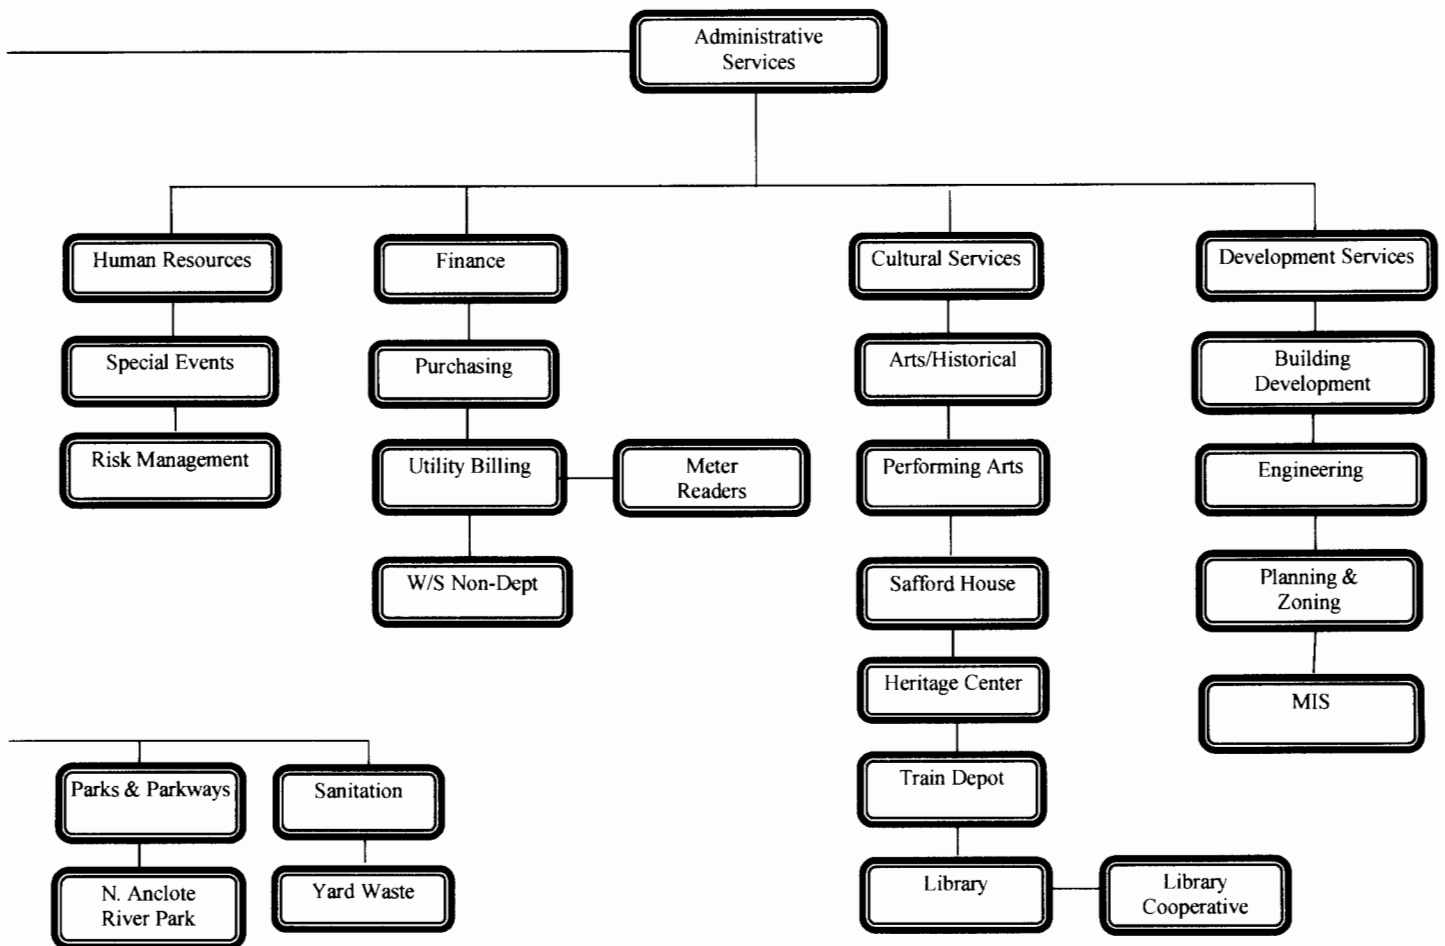 Administrative
Services
Human Resources
Finance
Cultural Services
Development Services
Special Events
Purchasing
Arts/Historical
Building
Development
Risk Management
Utility Billing
Meter
Readers
Performing Arts
Engineering
W/S Non-Dept
Safford House
Planning &
Zoning
Heritage Center
MIS
Parks & Parkways
Sanitation
Train Depot
N. Anclote
River Park
Yard Waste
Library
Library
Cooperative